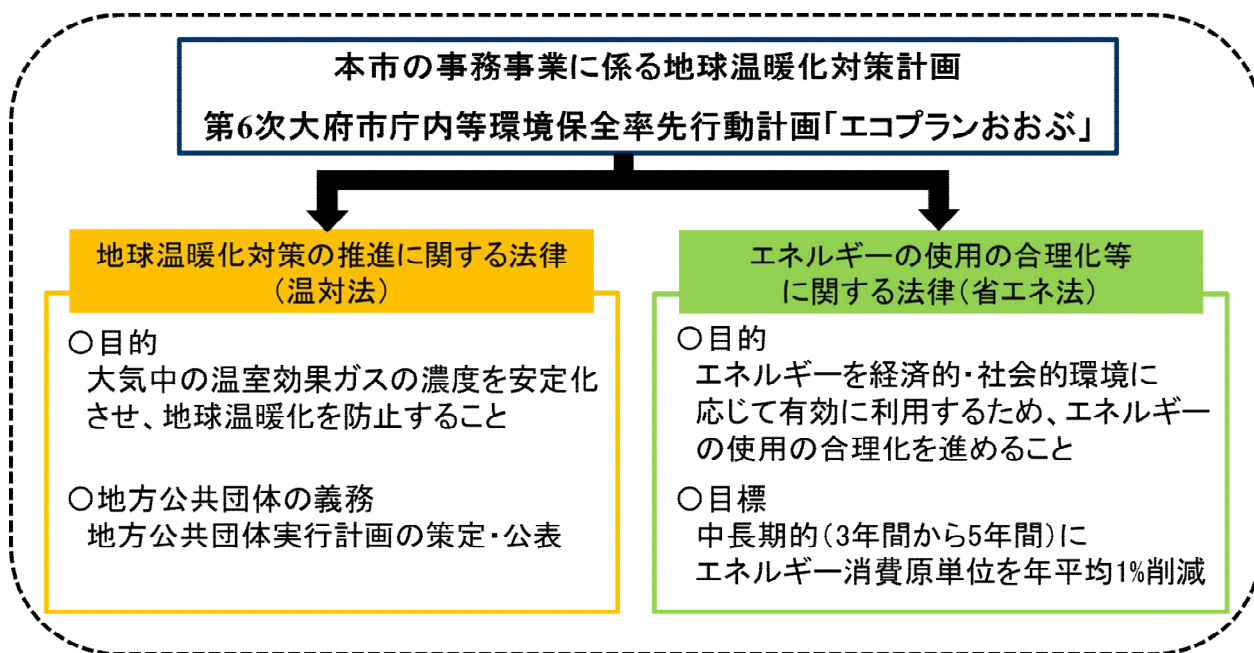 本市の事務事業に係る地球温暖化対策計画
第6次大府市庁内等環境保全率先行動計画「エコプランおおぶ」
地球温暖化対策の推進に関する法律
（温対法）
○目的
大気中の温室効果ガスの濃度を安定化
させ、地球温暖化を防止すること
○地方公共団体の義務
地方公共団体実行計画の策定・公表
エネルギーの使用の合理化等
に関する法律（省エネ法）
○目的
エネルギーを経済的・社会的環境に
応じて有効に利用するため、エネルギー
の使用の合理化を進めること
○目標
中長期的（3年間から5年間）に
エネルギー消費原単位を年平均1%削減